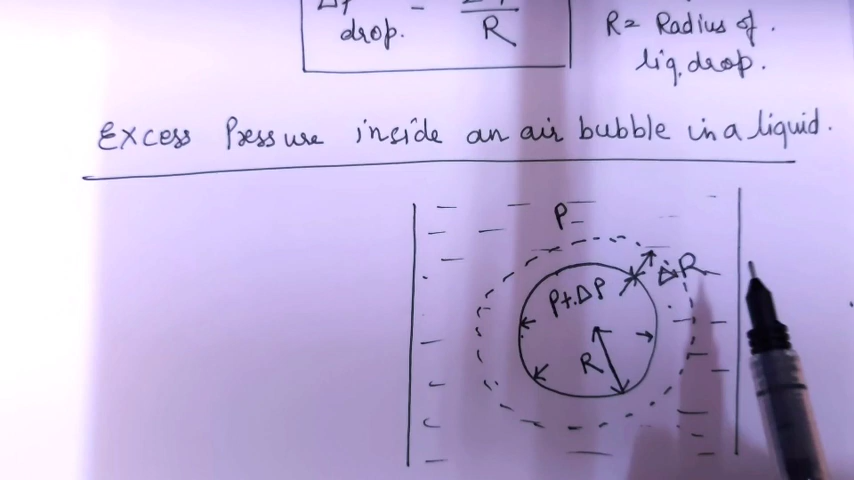 drop. =
R
R = Radius of.
liq. drop.
Excess Pressure inside an air bubble in a liquid.
P
ΔR
P+ΔP
R